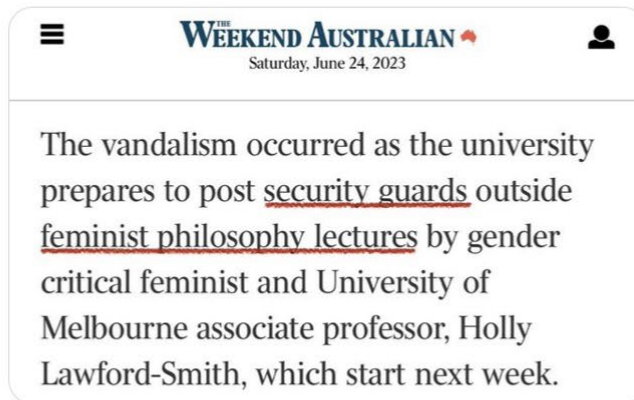 THE
WEEKEND AUSTRALIAN
Saturday, June 24, 2023
The vandalism occurred as the university
prepares to post security guards outside
feminist philosophy lectures by gender
critical feminist and University of
Melbourne associate professor, Holly
Lawford-Smith, which start next week.